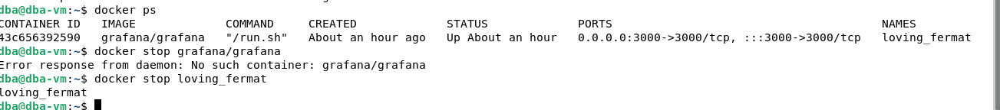 dba@dba-vm:~$ docker ps
CONTAINER ID   IMAGE             COMMAND     CREATED             STATUS             PORTS                                       NAMES
43c656392590   grafana/grafana   "/run.sh"   About an hour ago   Up About an hour   0.0.0.0:3000->3000/tcp, :::3000->3000/tcp   loving_fermat
dba@dba-vm:~$ docker stop grafana/grafana
Error response from daemon: No such container: grafana/grafana
dba@dba-vm:~$ docker stop loving_fermat
loving_fermat
dba@dba-vm:~$